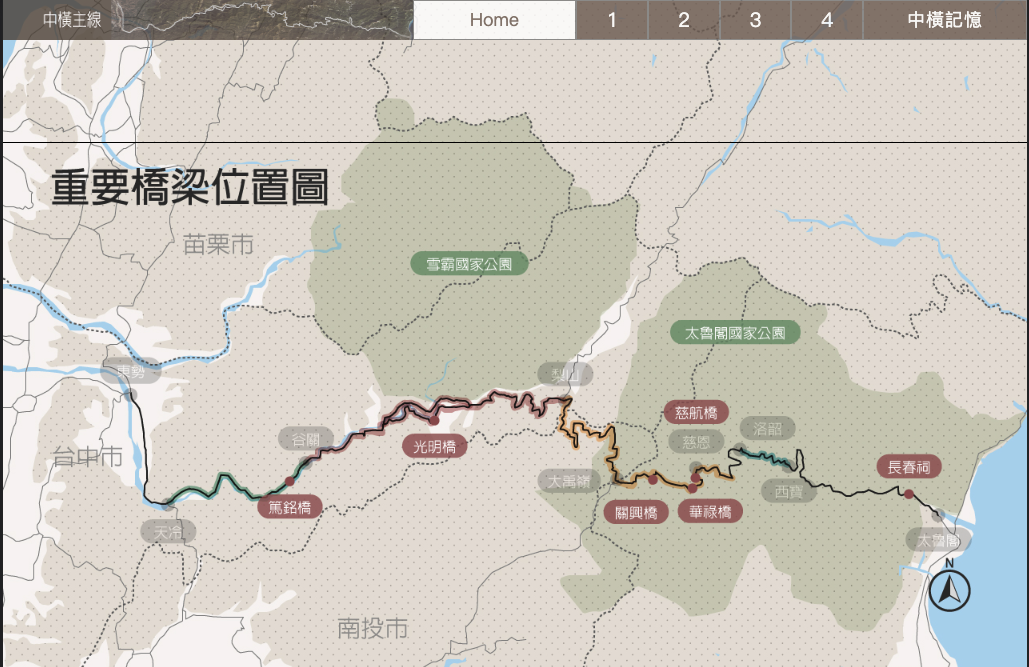 中橫主線
Home
1
2
3
4
中橫記憶
重要橋梁位置圖
苗栗市
雪霸國家公園
太魯閣國家公園
東勢
梨山
慈航橋
谷關
光明橋
慈恩
洛韶
台中市
長春祠
大禹嶺
西寶
篤銘橋
關興橋
華祿橋
天冷
太魯閣
N
南投市